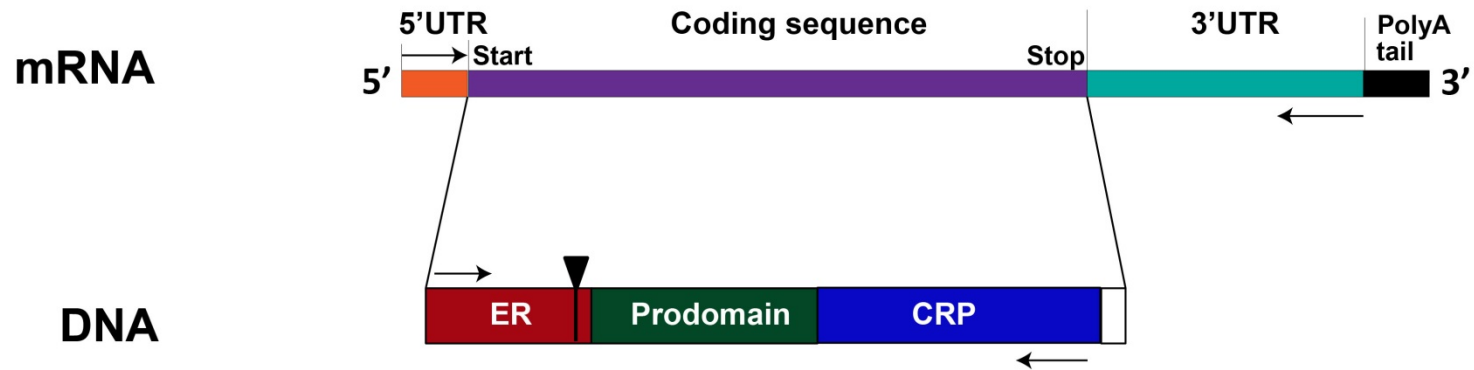 5’UTR Coding sequence 3’UTR PolyA
Start Stop tail
mRNA 5’ 3’
DNA ER Prodomain CRP